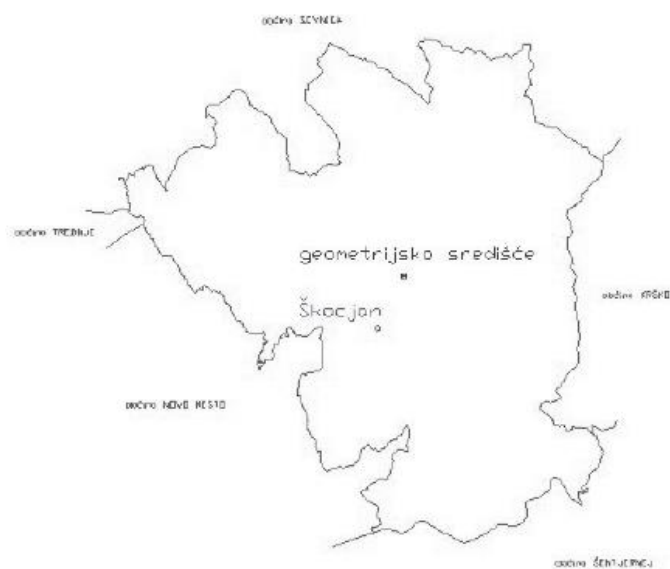 občina SEVNICA
občina TREBNJE
geometrijsko središče
Škocjan
občina KRŠKO
občina NOVO MESTO
občina ŠENTJERNEJ